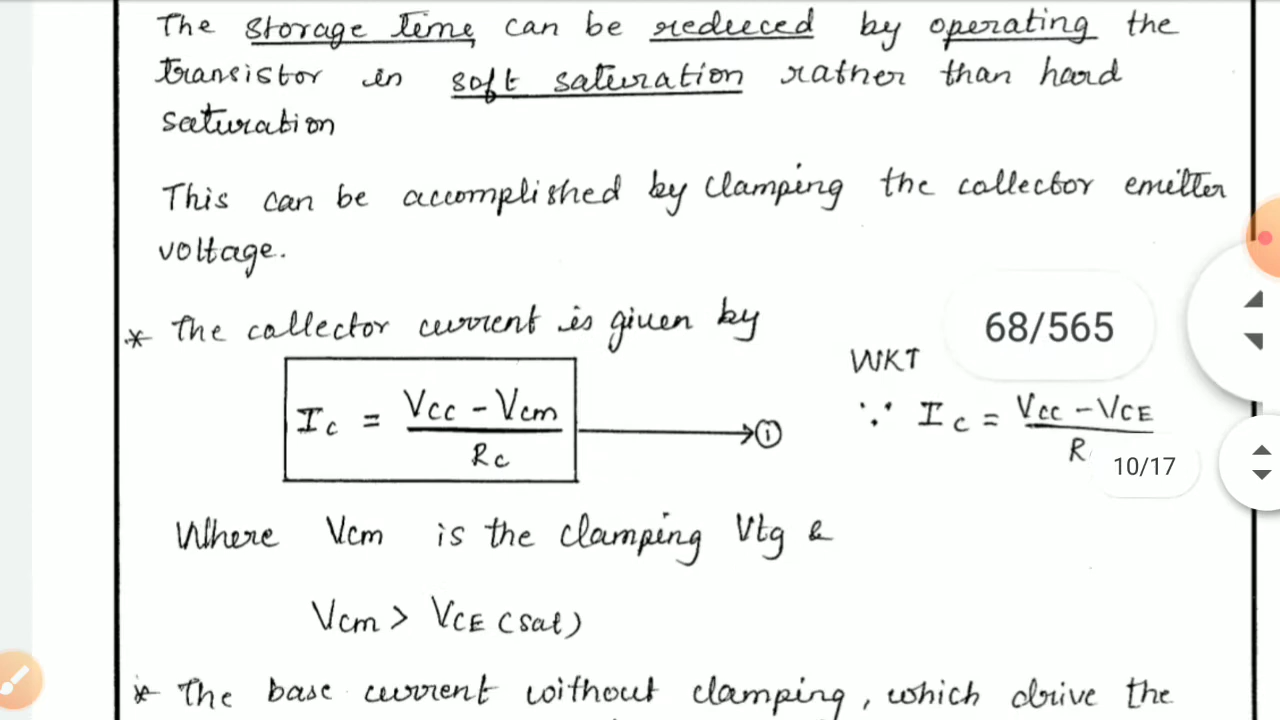 The storage time can be reduced by operating the
transistor in soft saturation rather than hard
saturation
This can be accomplished by clamping the collector emitter
voltage.
* The collector current is given by
Ic = Vcc - Vcm / Rc → ①
68/565
WKT
∵ Ic = Vcc - VCE / R
10/17
Where Vcm is the clamping Vtg &
Vcm > VCE (sat)
* The base current without clamping, which drive the